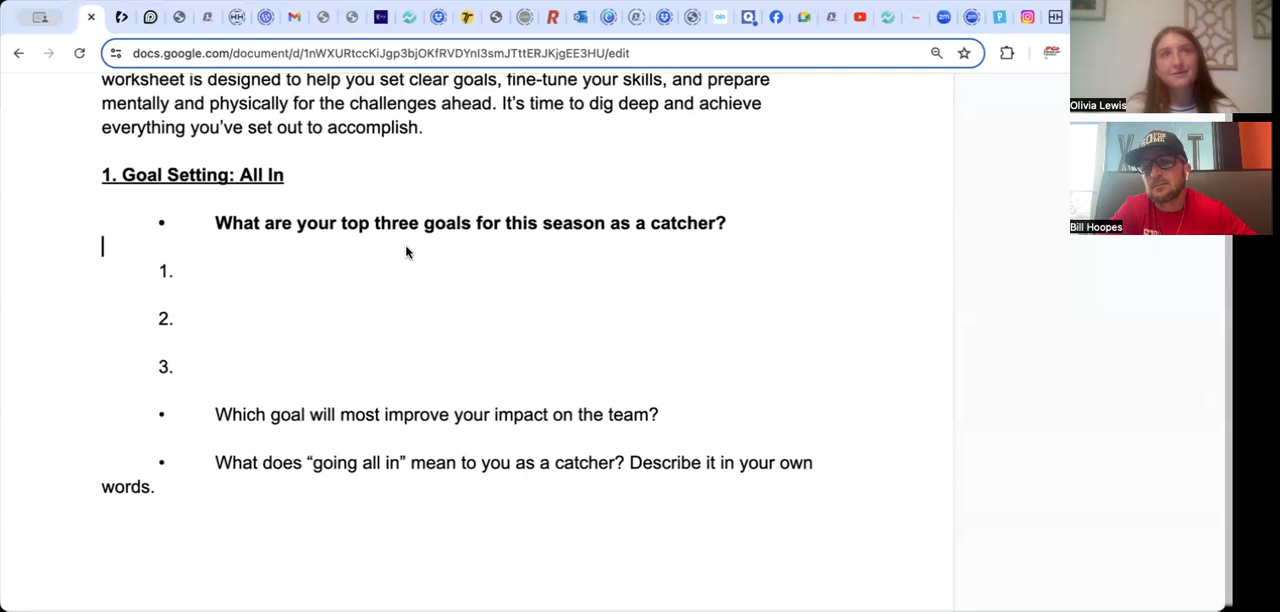 docs.google.com/document/d/1nWXURtccKiJgp3bjOKfRVDYnI3smJTttERJKjgEE3HU/edit
worksheet is designed to help you set clear goals, fine-tune your skills, and prepare
mentally and physically for the challenges ahead. It’s time to dig deep and achieve
everything you’ve set out to accomplish.
1. Goal Setting: All In
• What are your top three goals for this season as a catcher?
1.
2.
3.
• Which goal will most improve your impact on the team?
• What does “going all in” mean to you as a catcher? Describe it in your own
words.
Olivia Lewis
Bill Hoopes